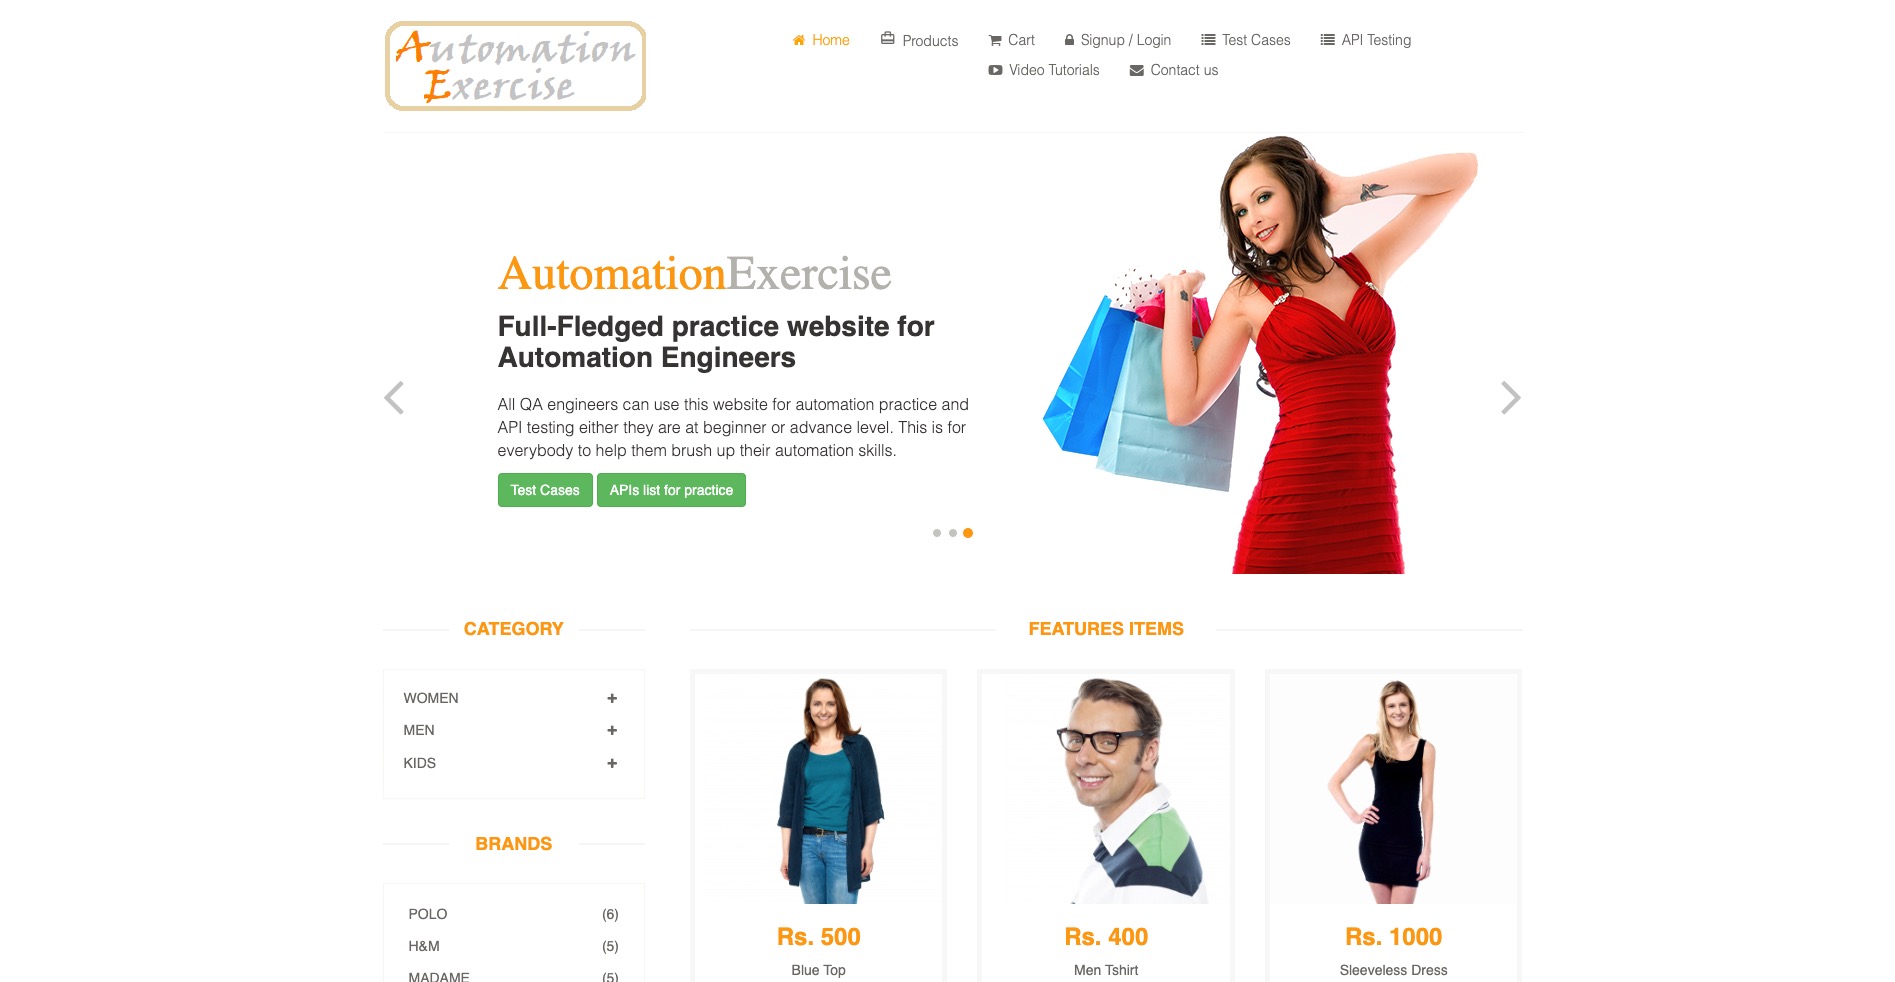 Automation
Exercise
Home
Products
Cart
Signup / Login
Test Cases
API Testing
Video Tutorials
Contact us
AutomationExercise
Full-Fledged practice website for
Automation Engineers
All QA engineers can use this website for automation practice and
API testing either they are at beginner or advance level. This is for
everybody to help them brush up their automation skills.
Test Cases
APIs list for practice
CATEGORY
WOMEN
MEN
KIDS
BRANDS
POLO (6)
H&M (5)
MADAME (5)
FEATURES ITEMS
Rs. 500
Blue Top
Rs. 400
Men Tshirt
Rs. 1000
Sleeveless Dress